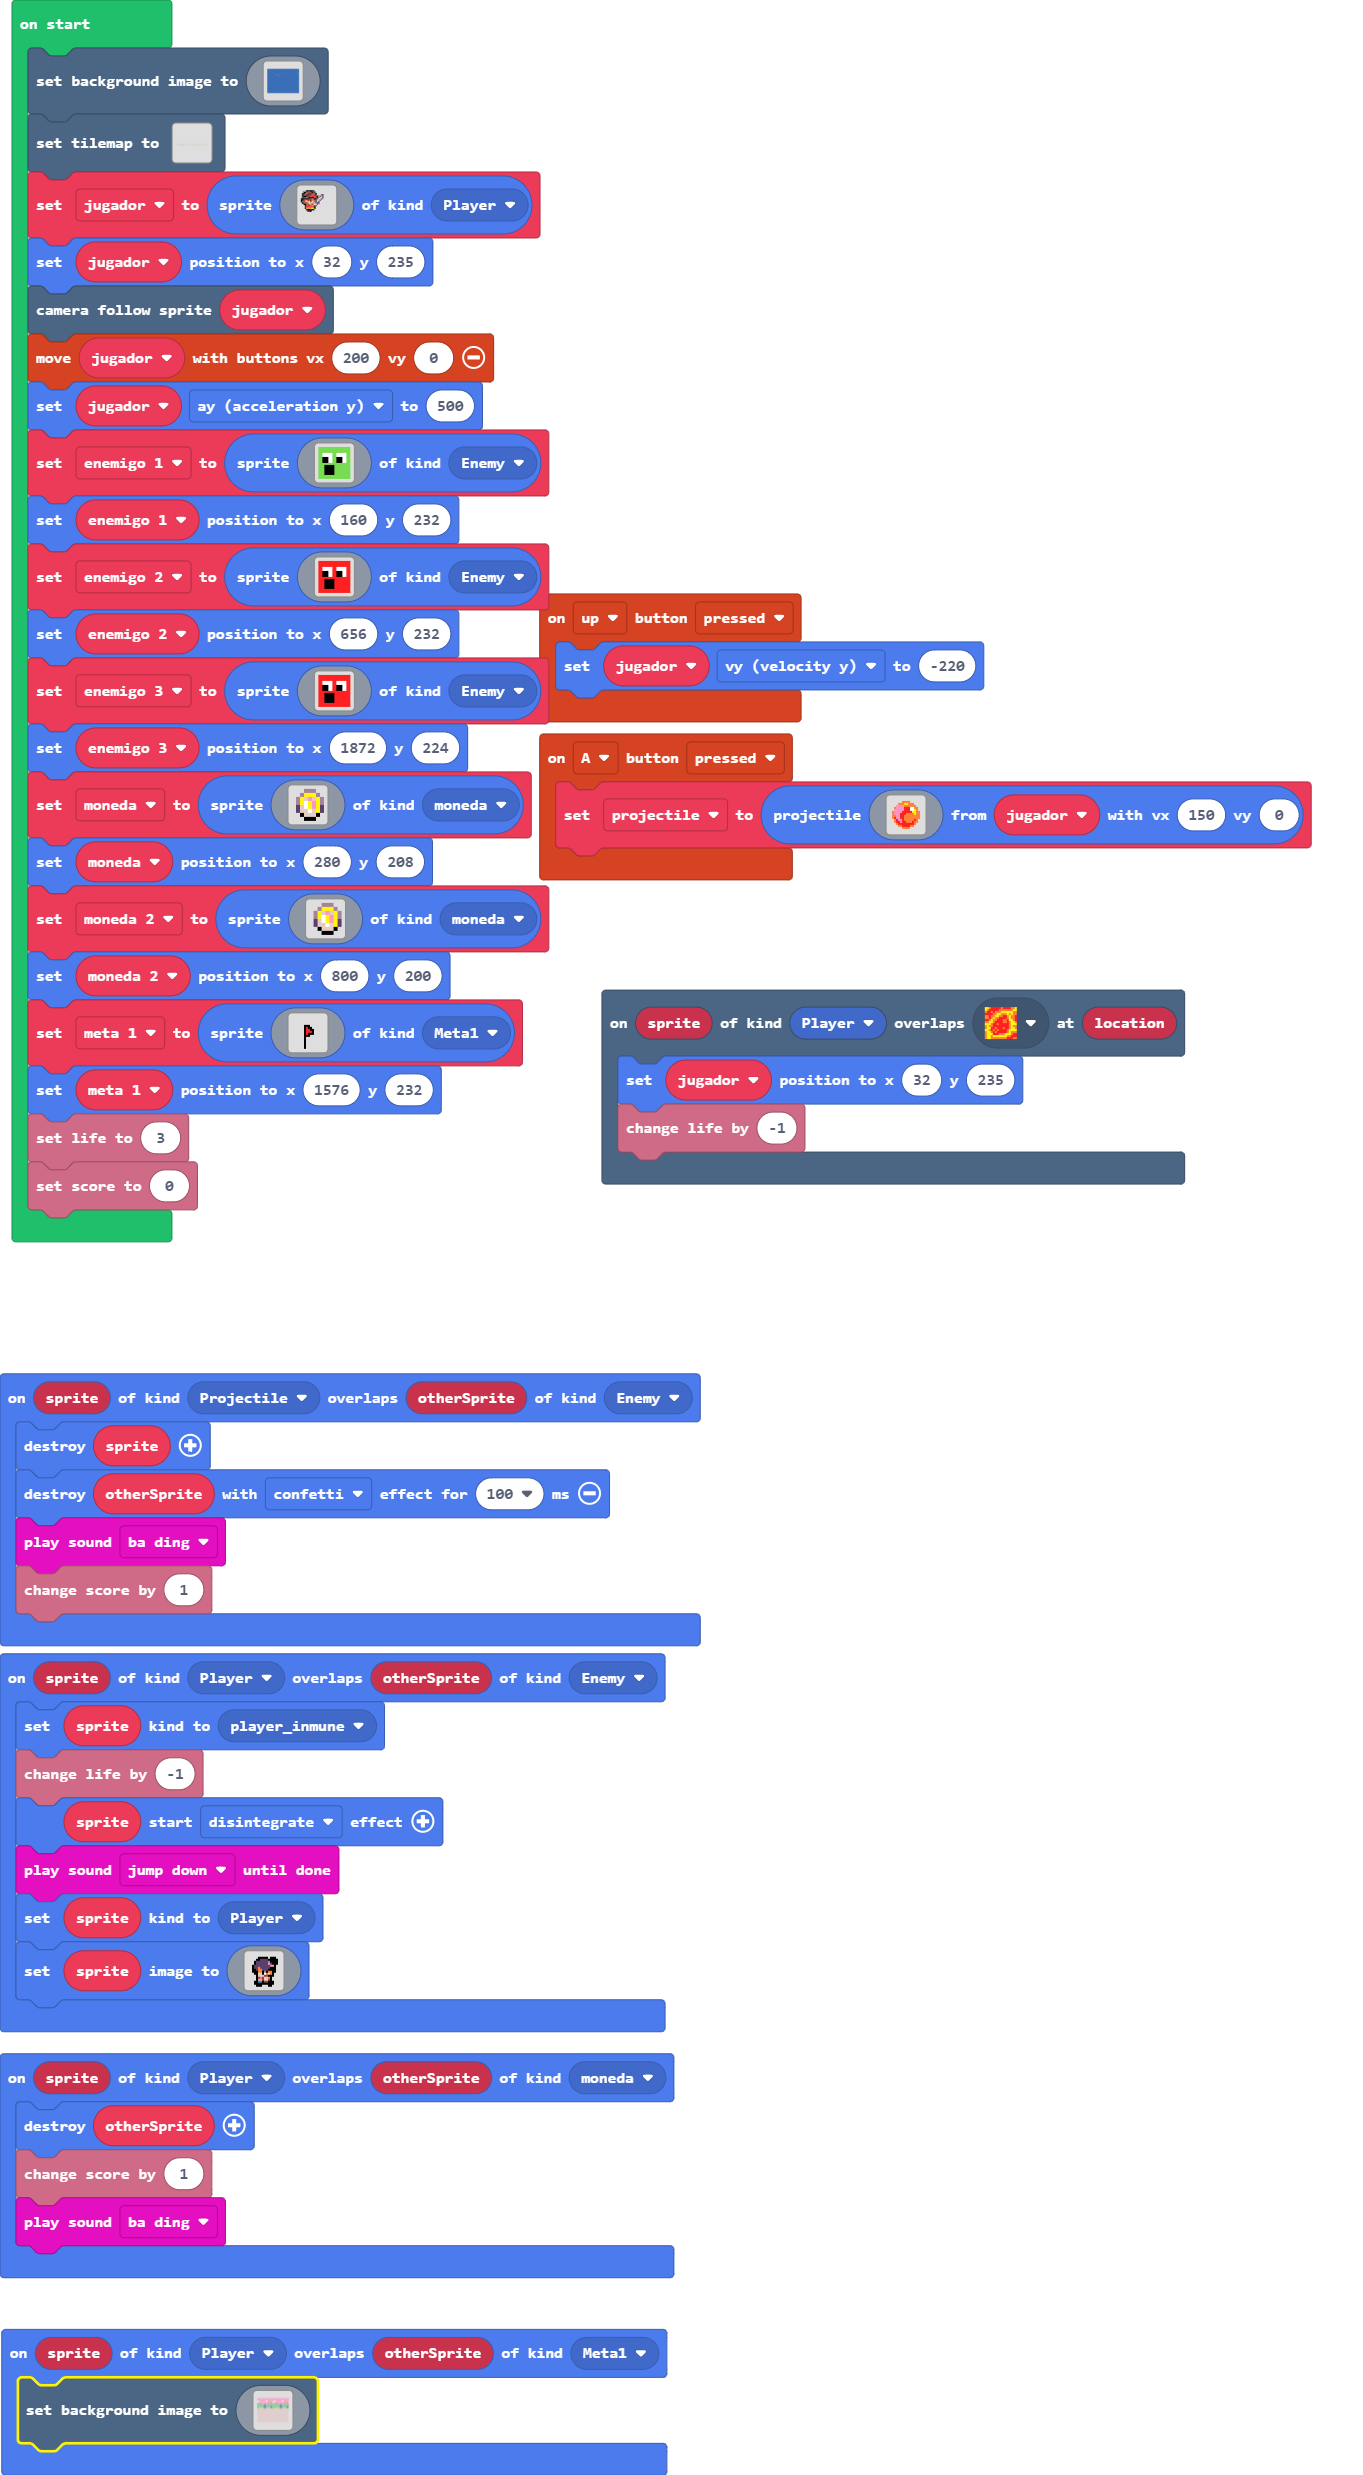 on start
set background image to
set tilemap to
set jugador to sprite of kind Player
set jugador position to x 32 y 235
camera follow sprite jugador
move jugador with buttons vx 200 vy 0
set jugador ay (acceleration y) to 500
set enemigo 1 to sprite of kind Enemy
set enemigo 1 position to x 160 y 232
set enemigo 2 to sprite of kind Enemy
set enemigo 2 position to x 656 y 232
set enemigo 3 to sprite of kind Enemy
set enemigo 3 position to x 1872 y 224
set moneda to sprite of kind moneda
set moneda position to x 280 y 208
set moneda 2 to sprite of kind moneda
set moneda 2 position to x 800 y 200
set meta 1 to sprite of kind Meta1
set meta 1 position to x 1576 y 232
set life to 3
set score to 0
on up button pressed
set jugador vy (velocity y) to -220
on A button pressed
set projectile to projectile from jugador with vx 150 vy 0
on sprite of kind Player overlaps at location
set jugador position to x 32 y 235
change life by -1
on sprite of kind Projectile overlaps otherSprite of kind Enemy
destroy sprite
destroy otherSprite with confetti effect for 100 ms
play sound ba ding
change score by 1
on sprite of kind Player overlaps otherSprite of kind Enemy
set sprite kind to player_inmune
change life by -1
sprite start disintegrate effect
play sound jump down until done
set sprite kind to Player
set sprite image to
on sprite of kind Player overlaps otherSprite of kind moneda
destroy otherSprite
change score by 1
play sound ba ding
on sprite of kind Player overlaps otherSprite of kind Meta1
set background image to